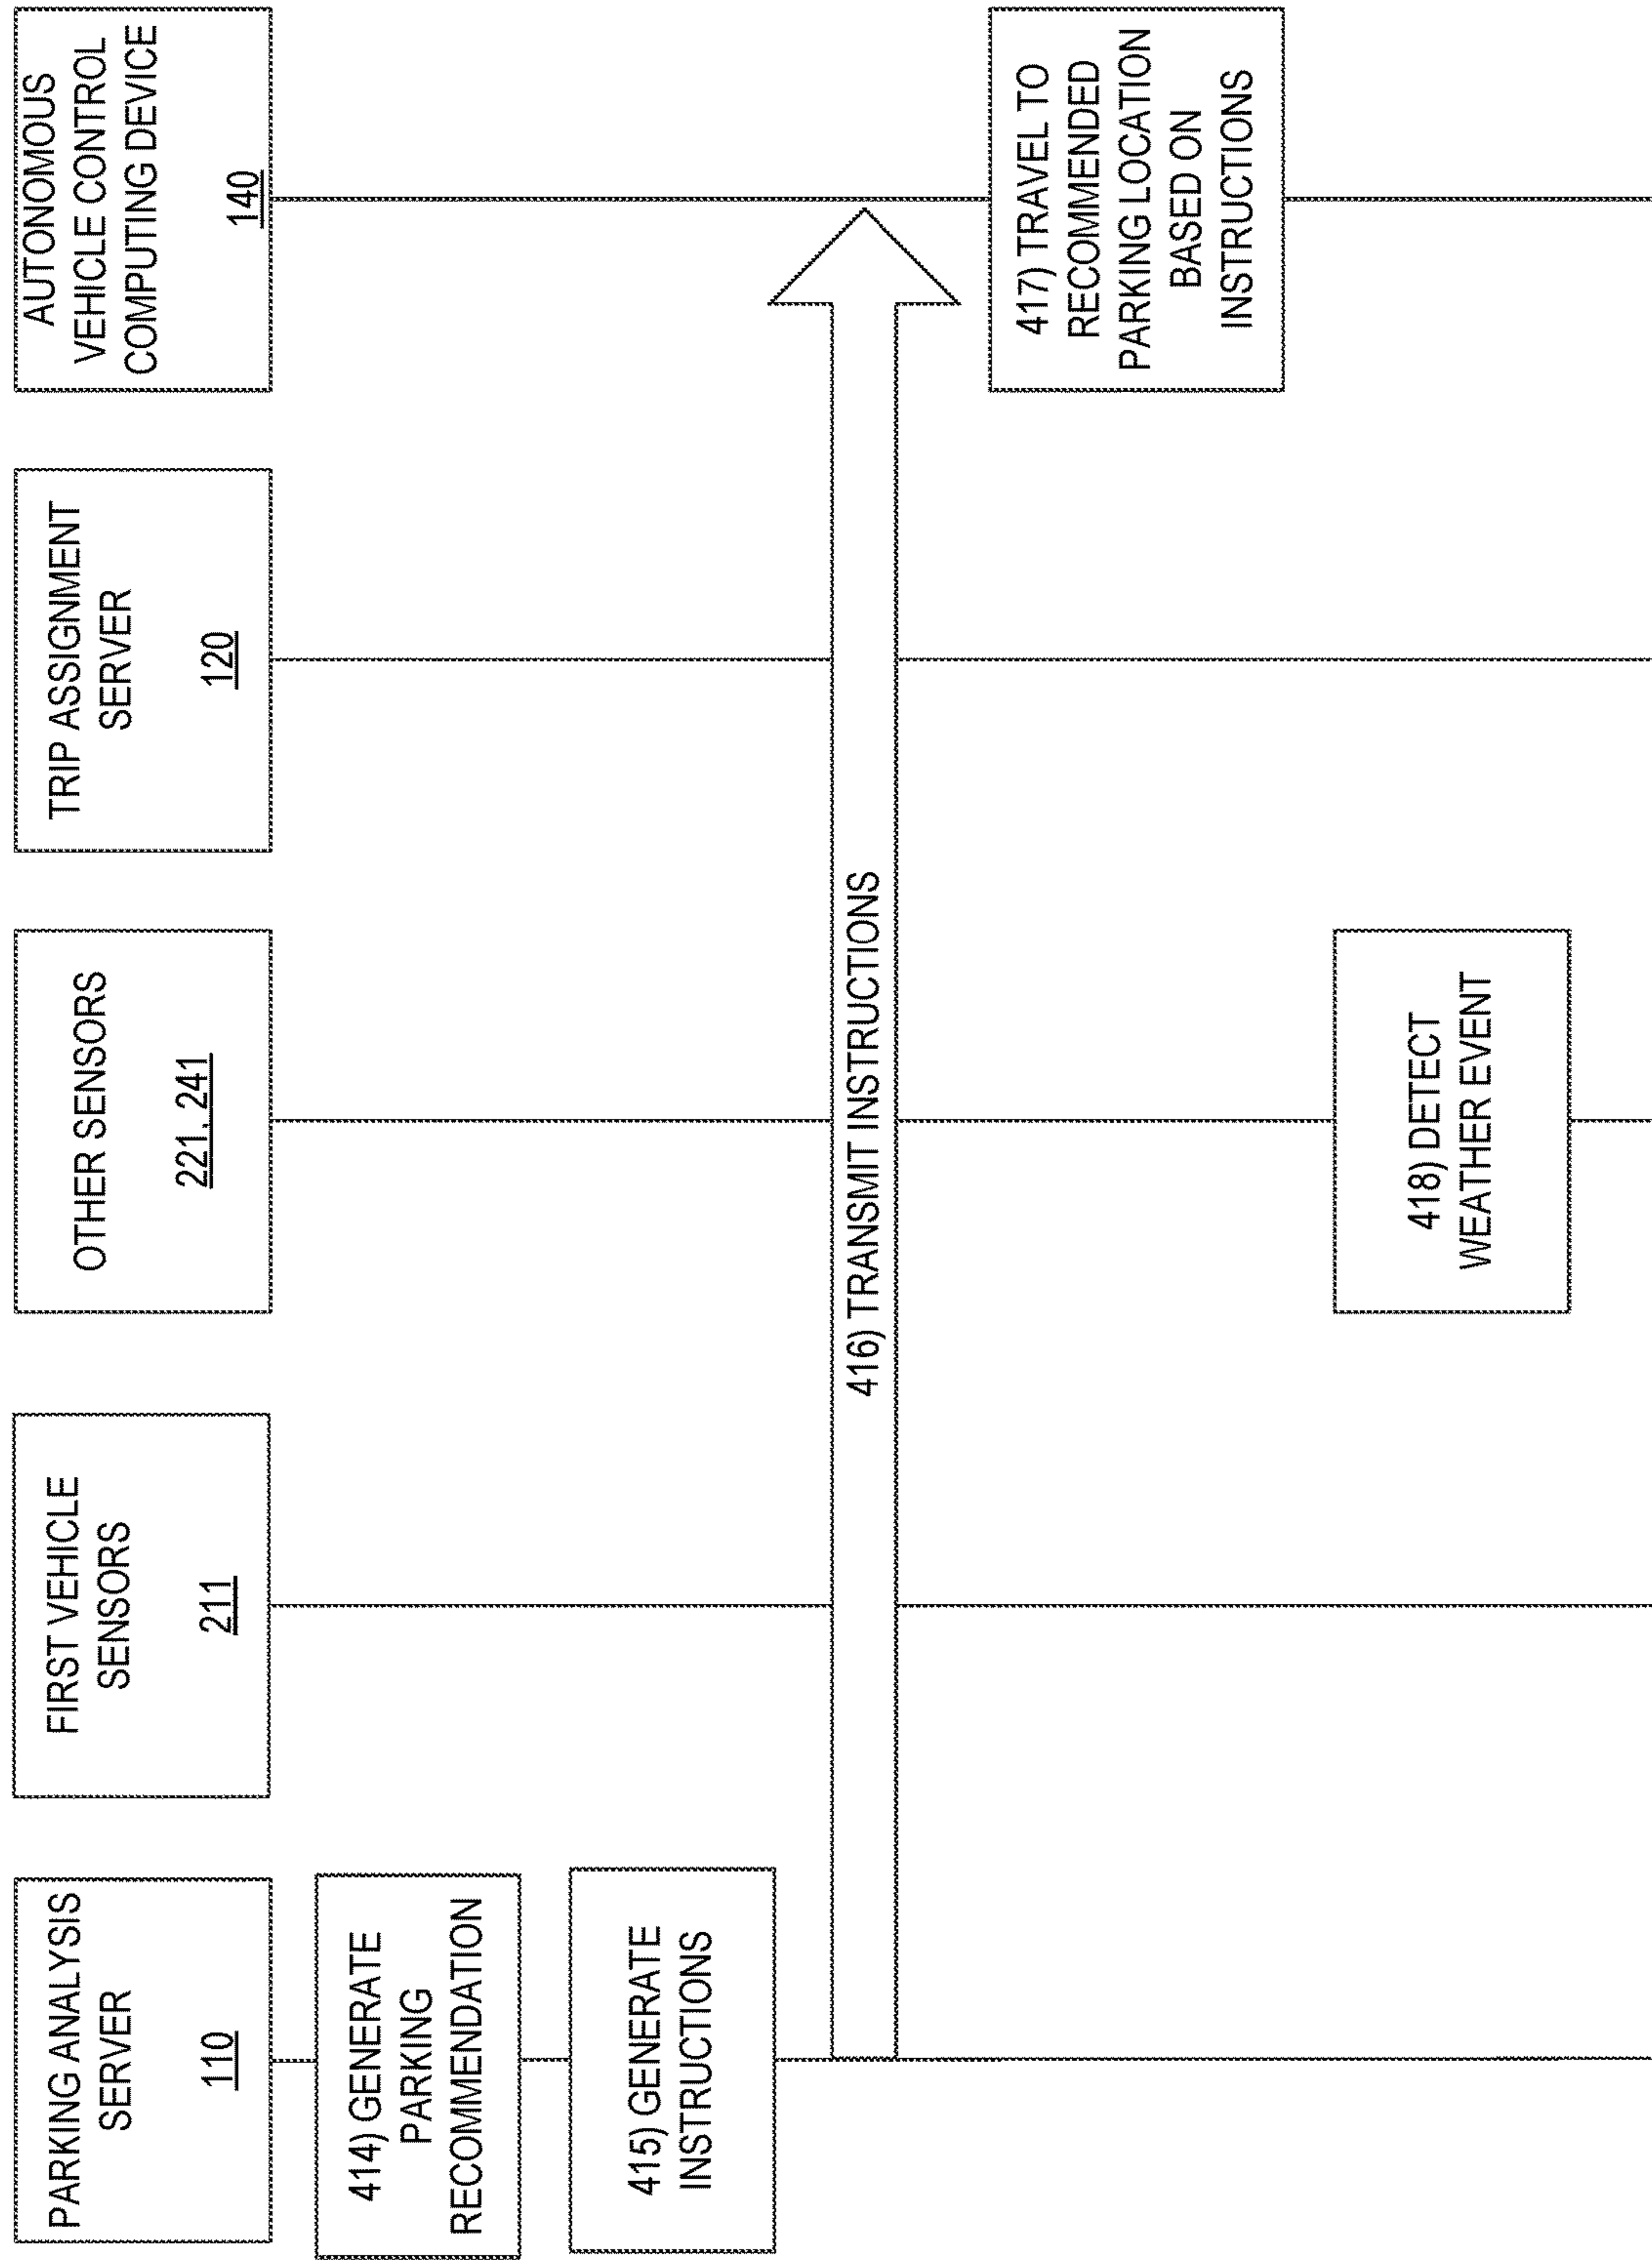 PARKING ANALYSIS
SERVER
110
FIRST VEHICLE
SENSORS
211
OTHER SENSORS
221, 241
TRIP ASSIGNMENT
SERVER
120
AUTONOMOUS
VEHICLE CONTROL
COMPUTING DEVICE
140
414) GENERATE
PARKING
RECOMMENDATION
415) GENERATE
INSTRUCTIONS
416) TRANSMIT INSTRUCTIONS
417) TRAVEL TO
RECOMMENDED
PARKING LOCATION
BASED ON
INSTRUCTIONS
418) DETECT
WEATHER EVENT